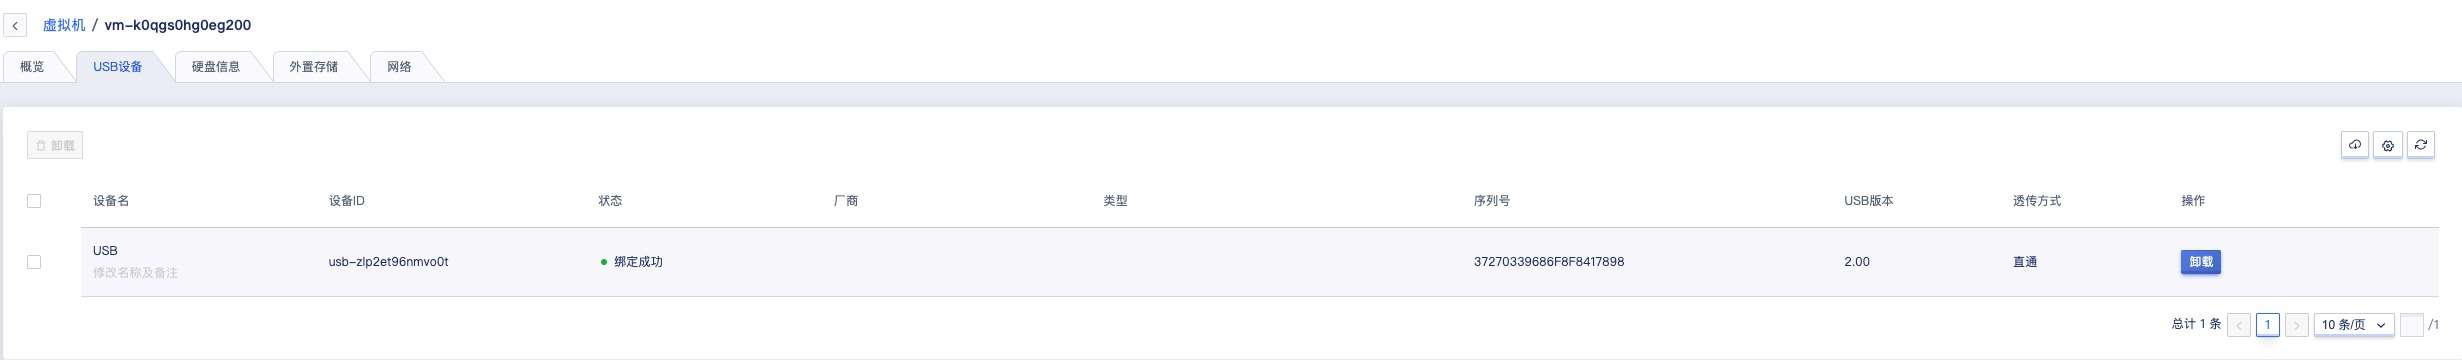 虚拟机 / vm-k0qgs0hg0eg200
概览 USB设备 硬盘信息 外置存储 网络
卸载
设备名 设备ID 状态 厂商 类型 序列号 USB版本 透传方式 操作
USB
usb-zlp2et96nmvo0t 绑定成功 37270339686F8F8417898 2.00 直通 卸载
修改名称及备注
总计 1 条 1 10 条/页 /1